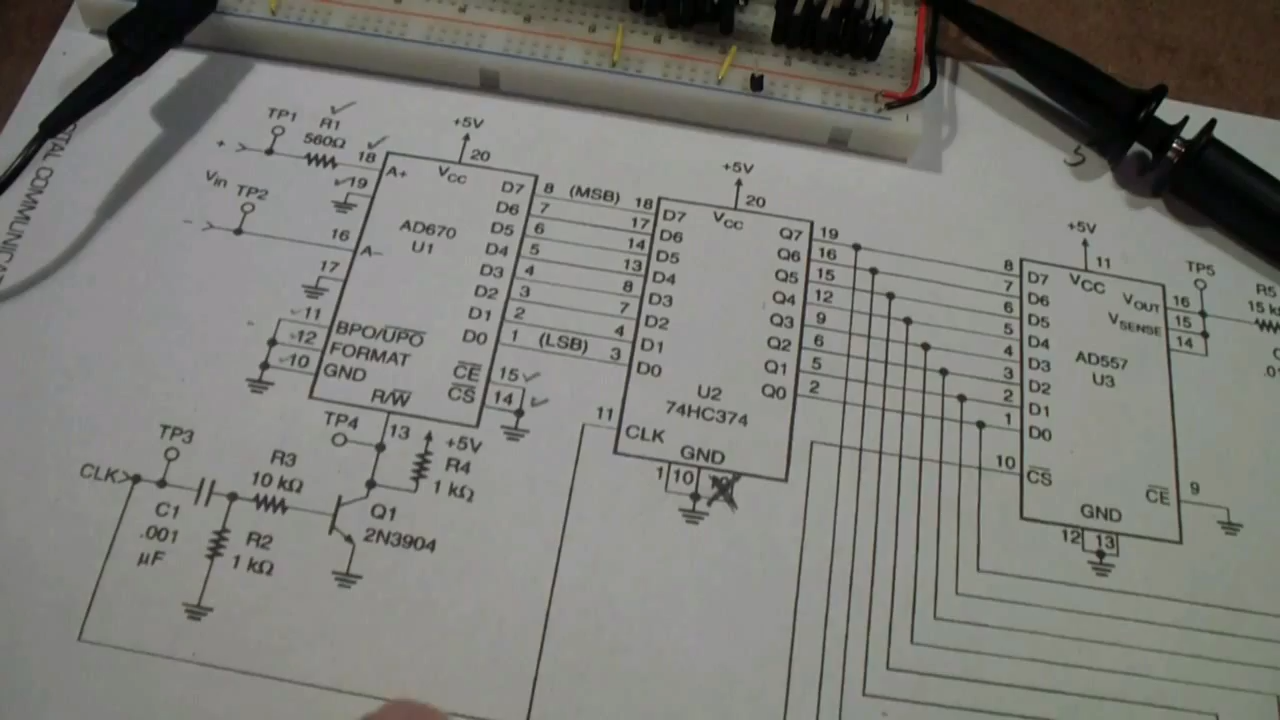 TP1
R1
560Ω
+
18
+5V
20
19
A+
VCC
Vin
TP2
-
16
A-
17
AD670
U1
D7
D6
D5
D4
D3
D2
D1
D0
8 (MSB)
7
6
5
4
3
2
1 (LSB)
11
12
10
BPO/UPO
FORMAT
GND
R/W
CE
CS
15
14
13
TP4
+5V
R4
1 kΩ
TP3
CLK
C1
.001
μF
R3
10 kΩ
R2
1 kΩ
Q1
2N3904
+5V
20
18
17
14
13
8
7
4
3
D7
D6
D5
D4
D3
D2
D1
D0
VCC
Q7
Q6
Q5
Q4
Q3
Q2
Q1
Q0
19
16
15
12
9
6
5
2
U2
74HC374
11
CLK
GND
1
10
5
+5V
11
8
7
6
5
4
3
2
1
D7
D6
D5
D4
D3
D2
D1
D0
VCC
VOUT
VSENSE
16
15
14
TP5
R5
AD557
U3
10
CS
CE
9
GND
12
13